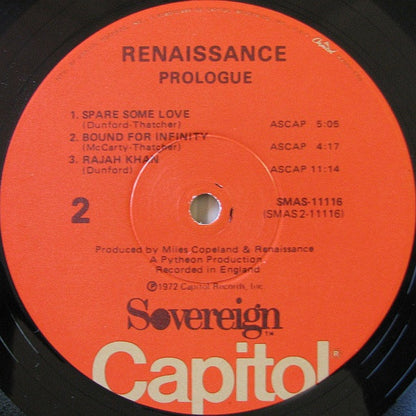 RENAISSANCE
PROLOGUE
1. SPARE SOME LOVE
(Dunford-Thatcher) ASCAP 5:05
2. BOUND FOR INFINITY
(McCarty-Thatcher) ASCAP 4:17
3. RAJAH KHAN
(Dunford) ASCAP 11:14
2
SMAS-11116
(SMAS2-11116)
Produced by Miles Copeland & Renaissance
A Pytheon Production
Recorded in England
℗1972 Capitol Records, Inc.
Sovereign™
Capitol®